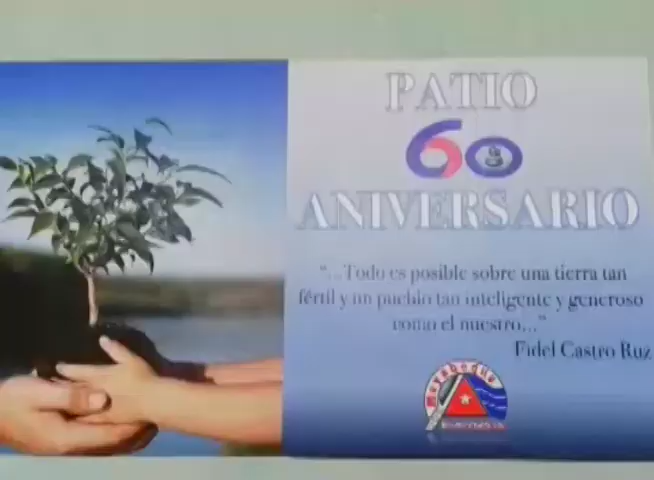 PATIO
60
ANIVERSARIO
"...Todo es posible sobre una tierra tan
fértil y un pueblo tan inteligente y generoso
como el nuestro..."
Fidel Castro Ruz
Mayabeque